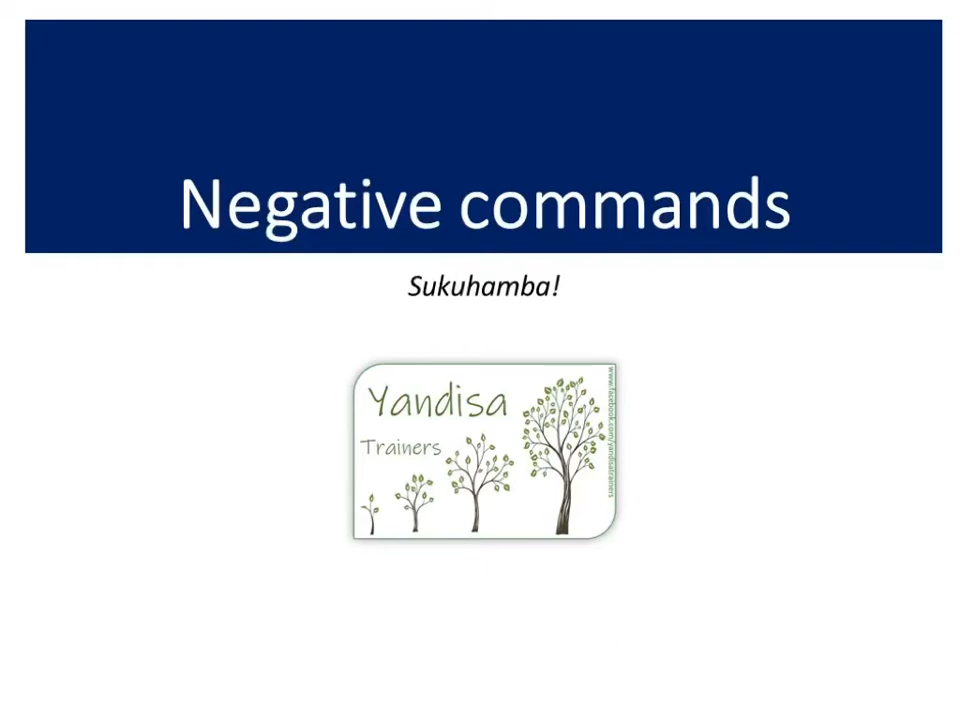 Negative commands
Sukuhamba!
Yandisa
Trainers
www.facebook.com/yandisatrainers